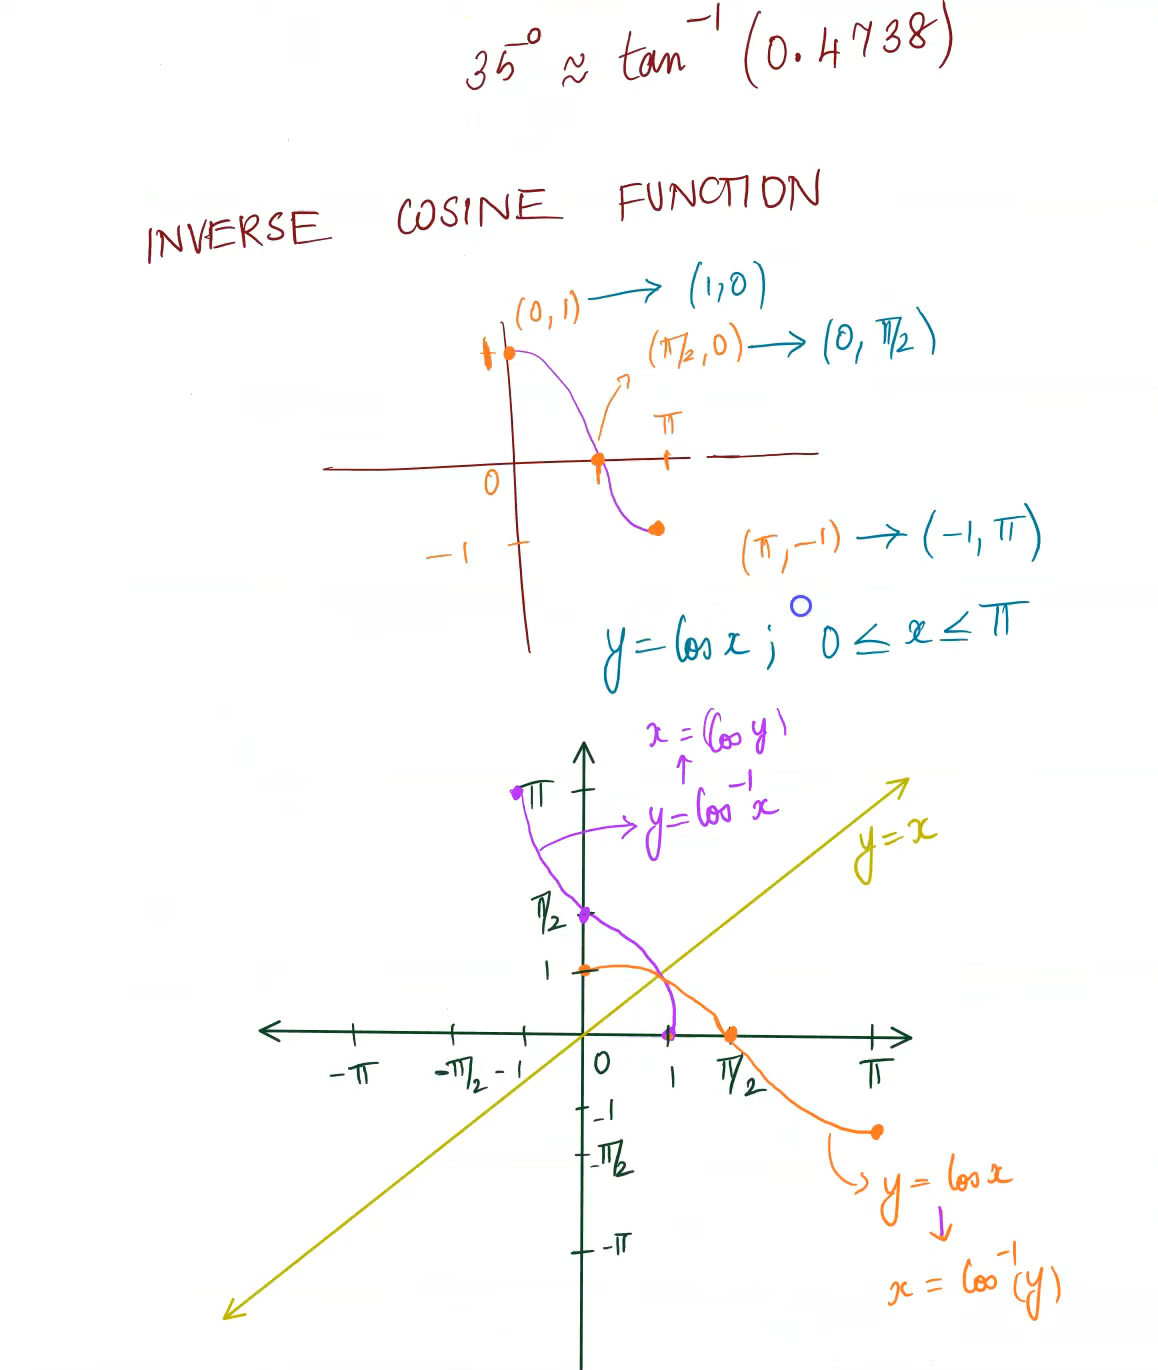 35° ≈ tan⁻¹ (0.4738)
INVERSE COSINE FUNCTION
(0, 1) → (1, 0)
(π/2, 0) → (0, π/2)
1
π
0
-1
(π, -1) → (-1, π)
y = cos x ; 0 ≤ x ≤ π
x = (cos y)
π
y = cos⁻¹ x
y = x
π/2
1
-π -π/2 -1 0 1 π/2 π
-1
-π/2
-π
y = cos x
x = cos⁻¹(y)